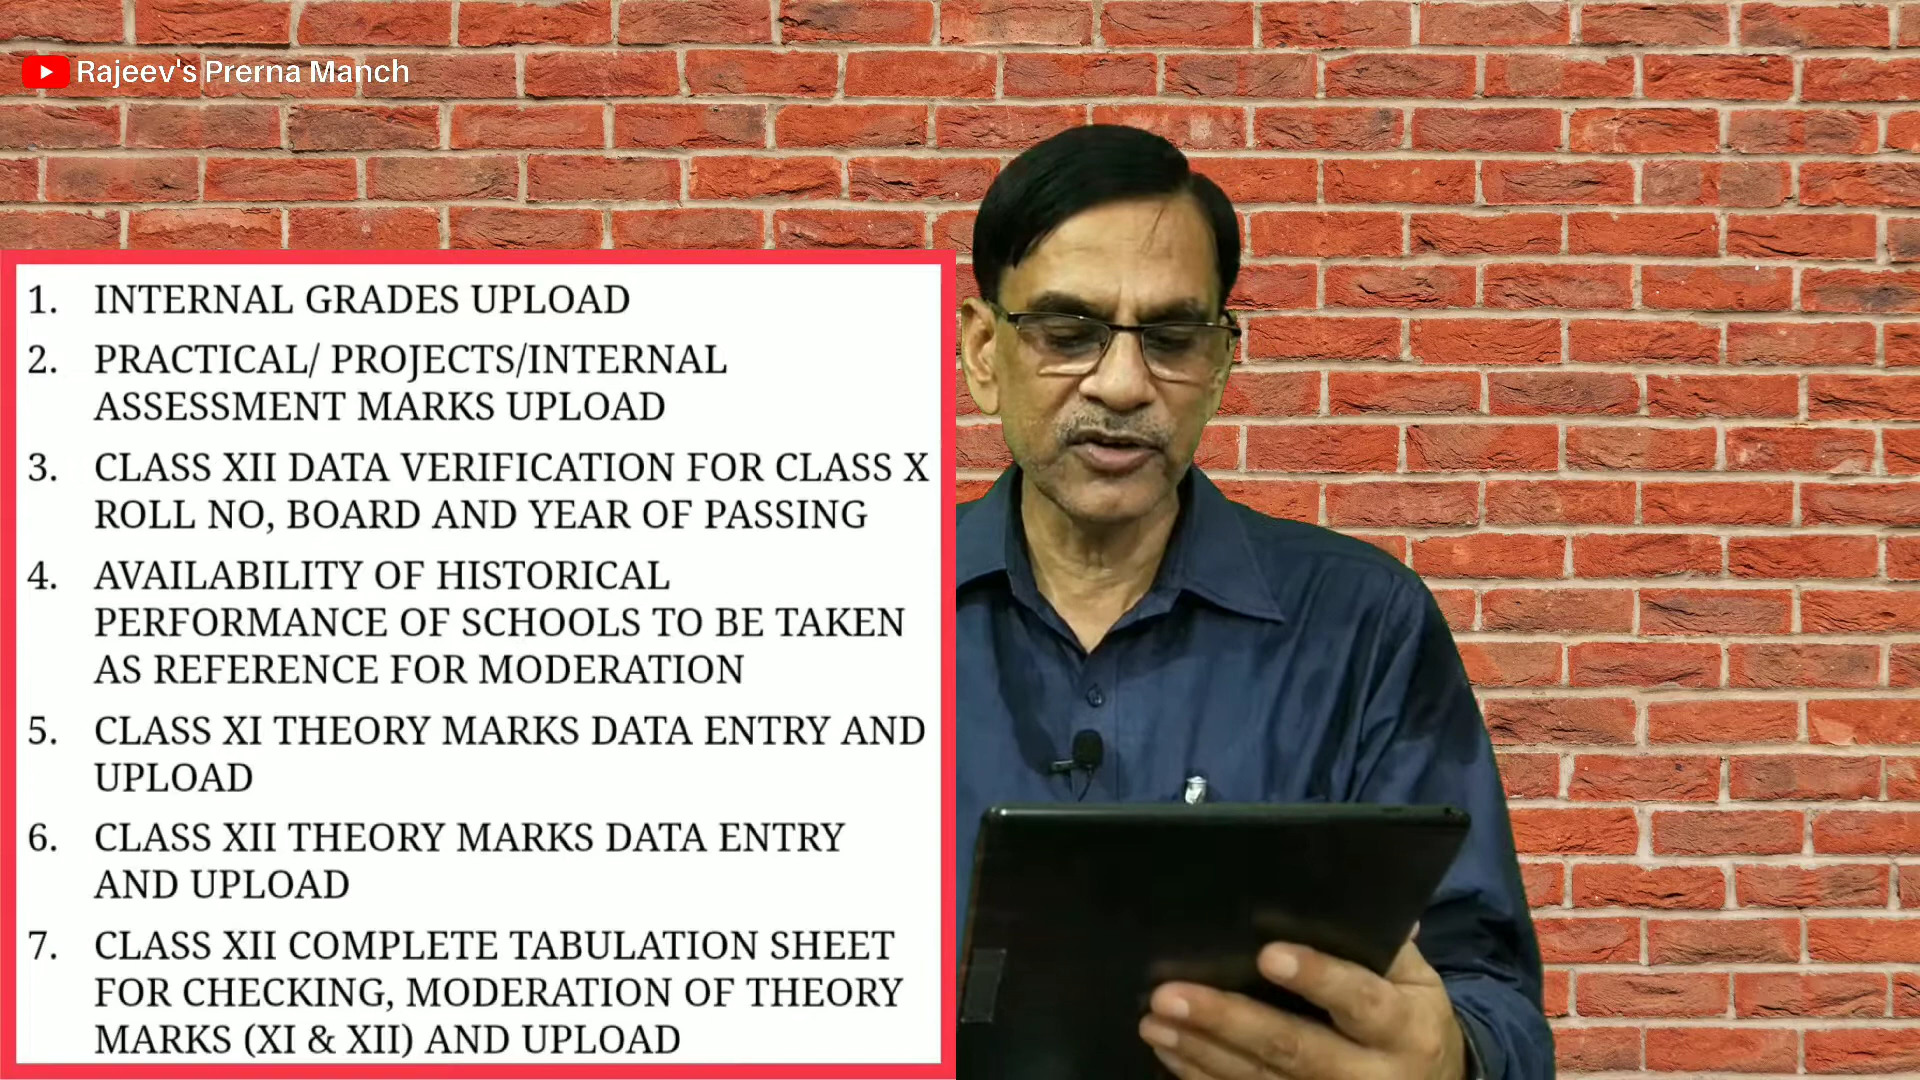 Rajeev's Prerna Manch
1. INTERNAL GRADES UPLOAD
2. PRACTICAL/ PROJECTS/INTERNAL
ASSESSMENT MARKS UPLOAD
3. CLASS XII DATA VERIFICATION FOR CLASS X
ROLL NO, BOARD AND YEAR OF PASSING
4. AVAILABILITY OF HISTORICAL
PERFORMANCE OF SCHOOLS TO BE TAKEN
AS REFERENCE FOR MODERATION
5. CLASS XI THEORY MARKS DATA ENTRY AND
UPLOAD
6. CLASS XII THEORY MARKS DATA ENTRY
AND UPLOAD
7. CLASS XII COMPLETE TABULATION SHEET
FOR CHECKING, MODERATION OF THEORY
MARKS (XI & XII) AND UPLOAD